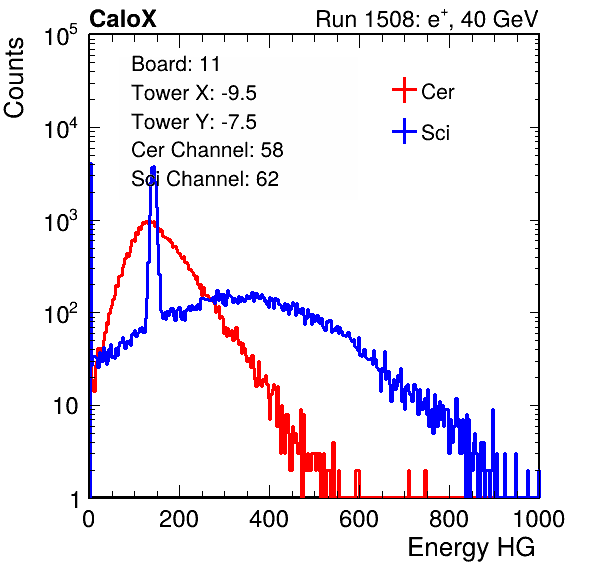 CaloX Run 1508: e⁺, 40 GeV
Counts
10⁵
10⁴
10³
10²
10
1
Board: 11
Tower X: -9.5
Tower Y: -7.5
Cer Channel: 58
Sci Channel: 62
Cer
Sci
0 200 400 600 800 1000
Energy HG